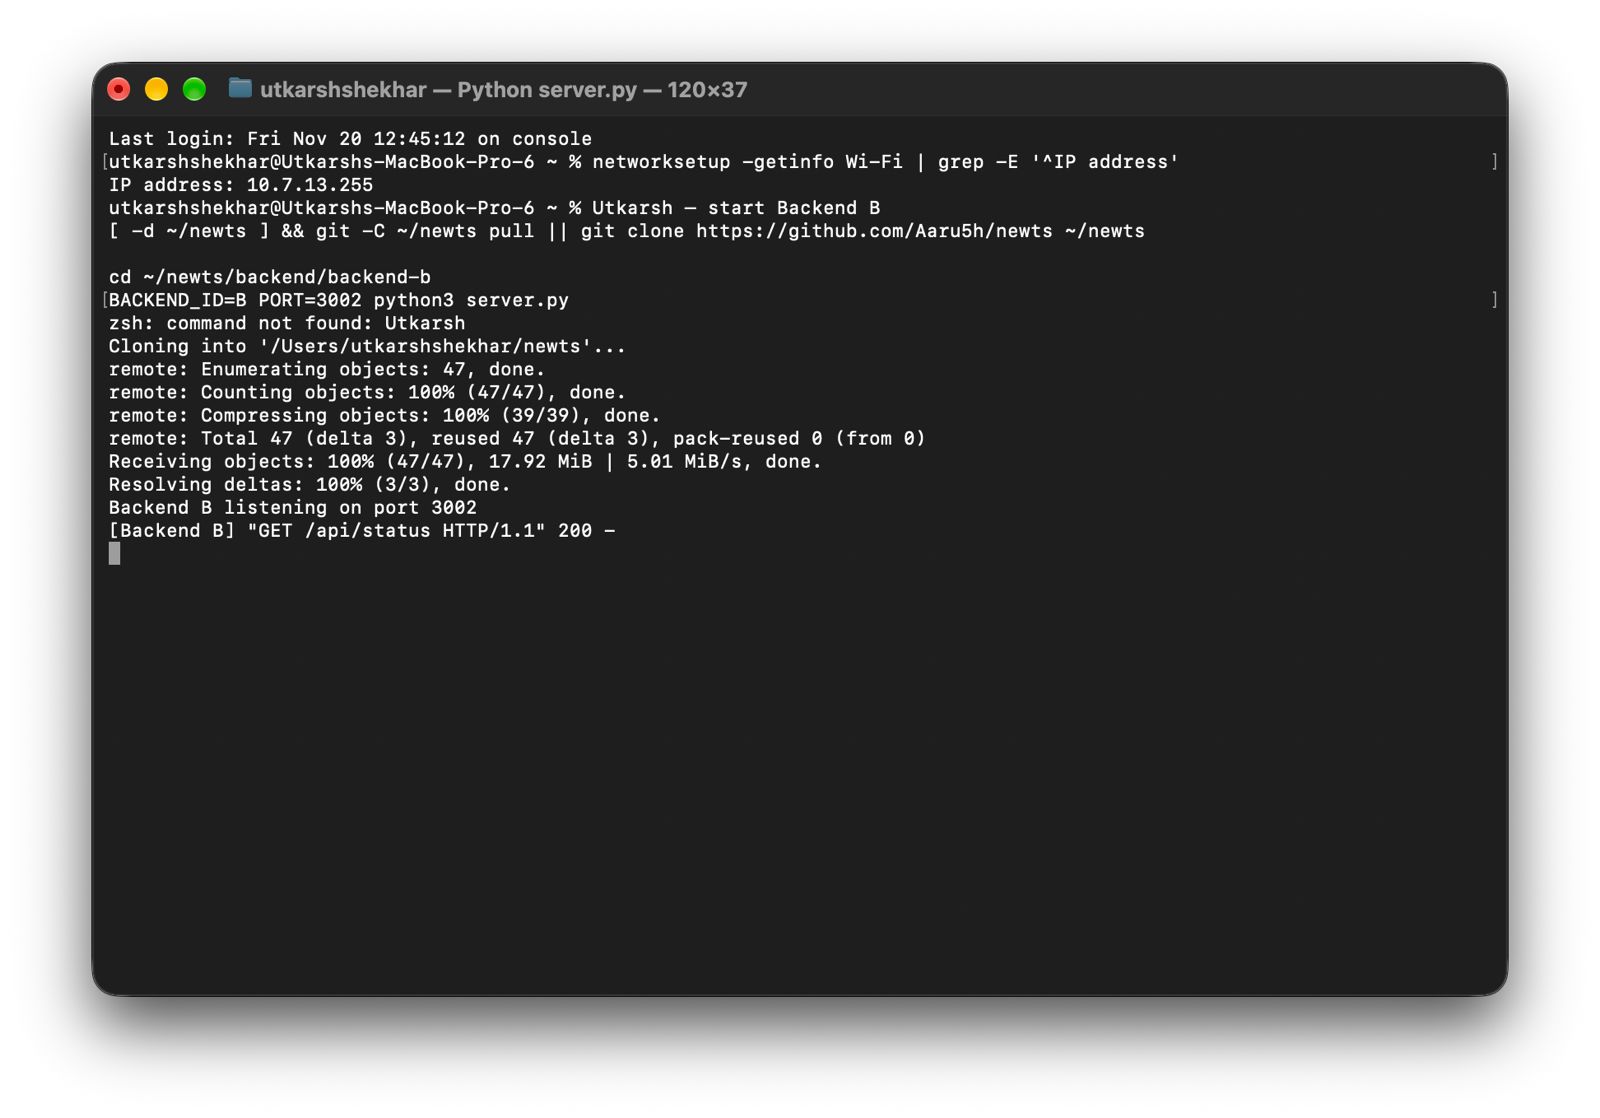 utkarshshekhar — Python server.py — 120×37
Last login: Fri Nov 20 12:45:12 on console
[utkarshshekhar@Utkarshs-MacBook-Pro-6 ~ % networksetup -getinfo Wi-Fi | grep -E '^IP address' ]
IP address: 10.7.13.255
utkarshshekhar@Utkarshs-MacBook-Pro-6 ~ % Utkarsh — start Backend B
[ -d ~/newts ] && git -C ~/newts pull || git clone https://github.com/Aaru5h/newts ~/newts
cd ~/newts/backend/backend-b
[BACKEND_ID=B PORT=3002 python3 server.py ]
zsh: command not found: Utkarsh
Cloning into '/Users/utkarshshekhar/newts'...
remote: Enumerating objects: 47, done.
remote: Counting objects: 100% (47/47), done.
remote: Compressing objects: 100% (39/39), done.
remote: Total 47 (delta 3), reused 47 (delta 3), pack-reused 0 (from 0)
Receiving objects: 100% (47/47), 17.92 MiB | 5.01 MiB/s, done.
Resolving deltas: 100% (3/3), done.
Backend B listening on port 3002
[Backend B] "GET /api/status HTTP/1.1" 200 -